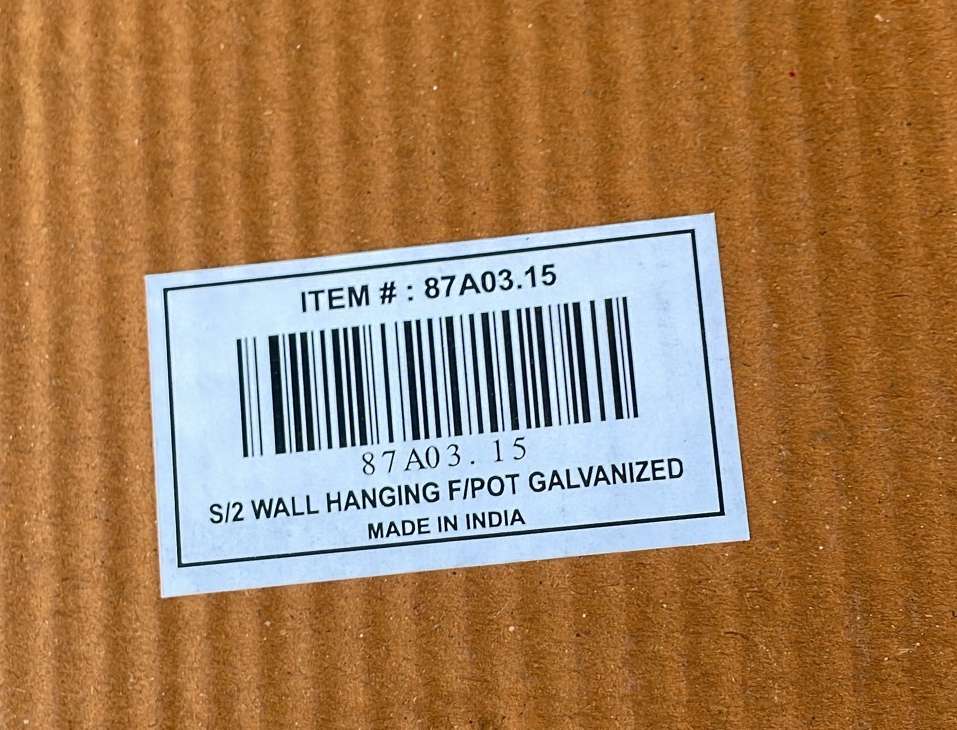 ITEM # : 87A03.15
87A03.15
S/2 WALL HANGING F/POT GALVANIZED
MADE IN INDIA